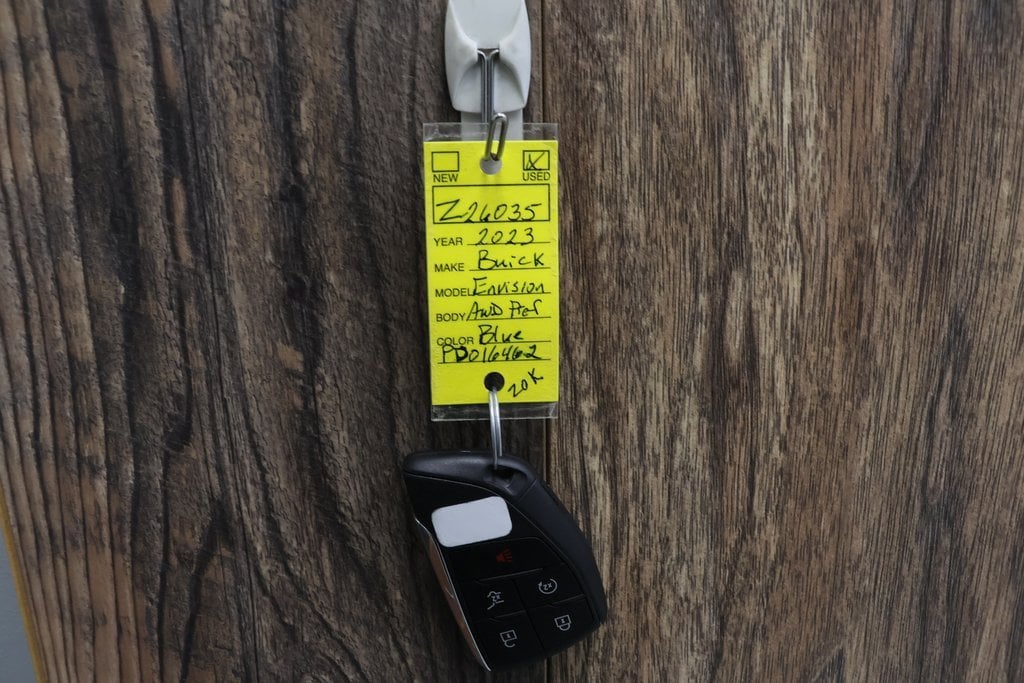 NEW USED
Z26035
YEAR 2023
MAKE Buick
MODEL Envision
BODY AWD Pref
COLOR Blue
PD016462
20K